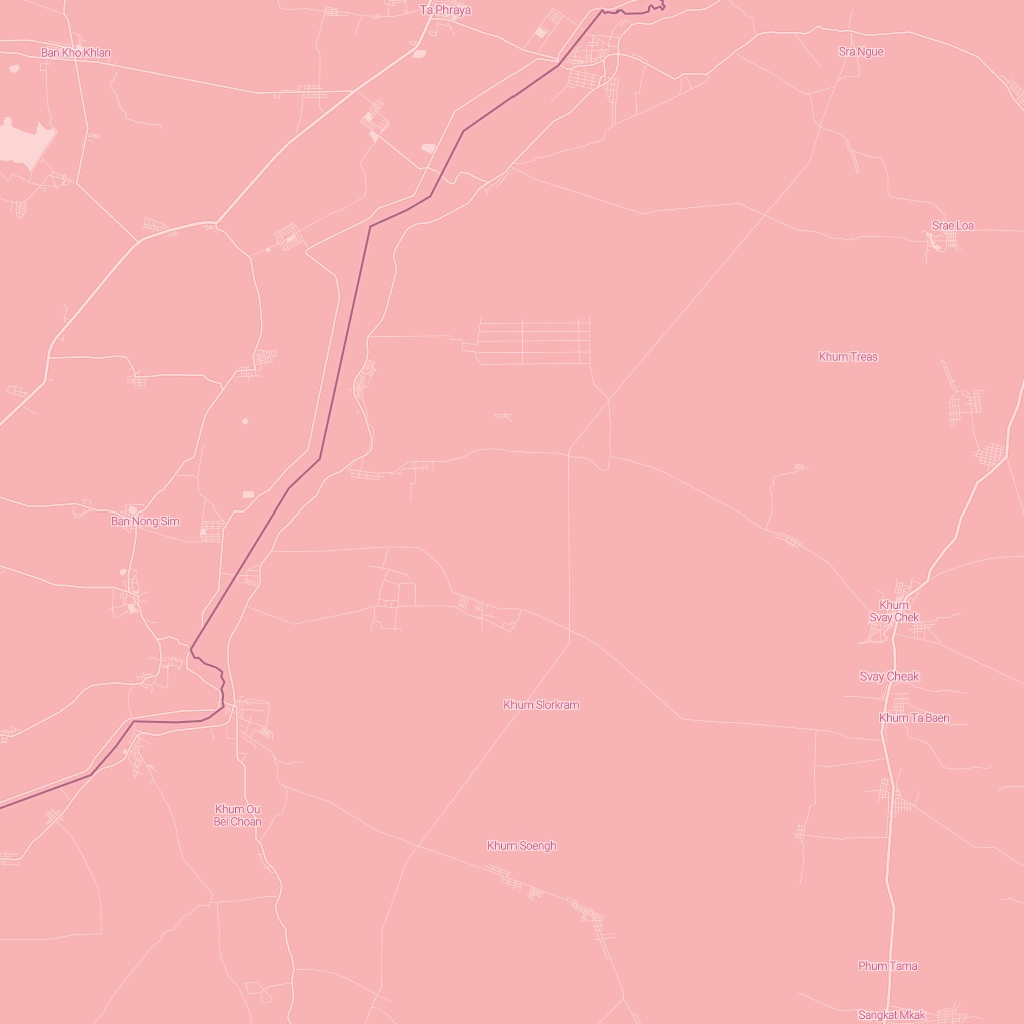 Ta Phraya
Ban Kho Khlan
Sra Ngue
Srae Loa
Khum Treas
Ban Nong Sim
Khum
Svay Chek
Svay Cheak
Khum Slorkram
Khum Ta Baen
Khum Ou
Bei Choan
Khum Soengh
Phum Tama
Sangkat Mkak